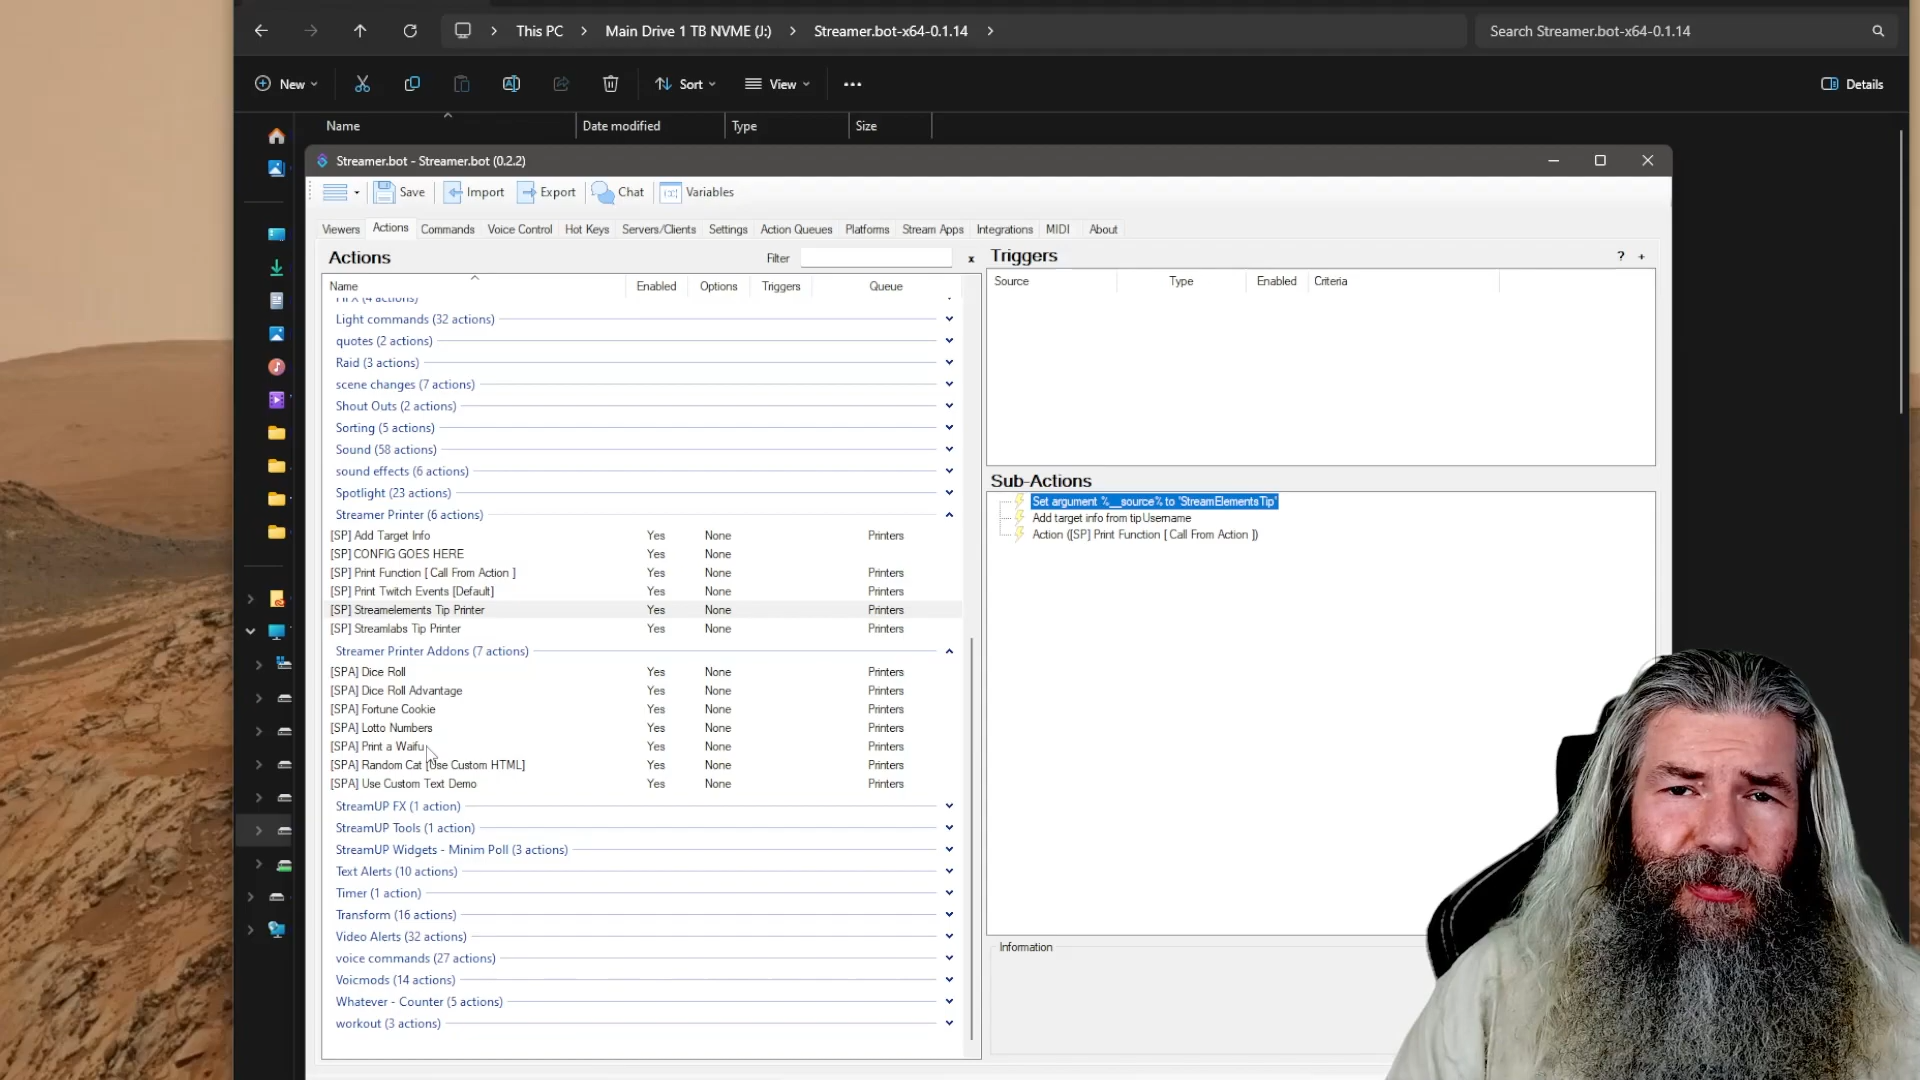 This PC
Main Drive 1 TB NVME (J:)
Streamer.bot-x64-0.1.14
Search Streamer.bot-x64-0.1.14
New
Sort
View
Details
Name
Date modified
Type
Size
Streamer.bot - Streamer.bot (0.2.2)
Save
Import
Export
Chat
Variables
Viewers
Actions
Commands
Voice Control
Hot Keys
Servers/Clients
Settings
Action Queues
Platforms
Stream Apps
Integrations
MIDI
About
Actions
Filter
x
Name
Enabled
Options
Triggers
Queue
Light commands (32 actions)
quotes (2 actions)
Raid (3 actions)
scene changes (7 actions)
Shout Outs (2 actions)
Sorting (5 actions)
Sound (58 actions)
sound effects (6 actions)
Spotlight (23 actions)
Streamer Printer (6 actions)
[SP] Add Target Info Yes None Printers
[SP] CONFIG GOES HERE Yes None
[SP] Print Function [ Call From Action ] Yes None Printers
[SP] Print Twitch Events [Default] Yes None Printers
[SP] Streamelements Tip Printer Yes None Printers
[SP] Streamlabs Tip Printer Yes None Printers
Streamer Printer Addons (7 actions)
[SPA] Dice Roll Yes None Printers
[SPA] Dice Roll Advantage Yes None Printers
[SPA] Fortune Cookie Yes None Printers
[SPA] Lotto Numbers Yes None Printers
[SPA] Print a Waifu Yes None Printers
[SPA] Random Cat [Use Custom HTML] Yes None Printers
[SPA] Use Custom Text Demo Yes None Printers
StreamUP FX (1 action)
StreamUP Tools (1 action)
StreamUP Widgets - Minim Poll (3 actions)
Text Alerts (10 actions)
Timer (1 action)
Transform (16 actions)
Video Alerts (32 actions)
voice commands (27 actions)
Voicmods (14 actions)
Whatever - Counter (5 actions)
workout (3 actions)
Triggers
? +
Source
Type
Enabled
Criteria
Sub-Actions
Set argument %__source% to 'StreamElementsTip'
Add target info from tipUsername
Action ([SP] Print Function [ Call From Action ])
Information